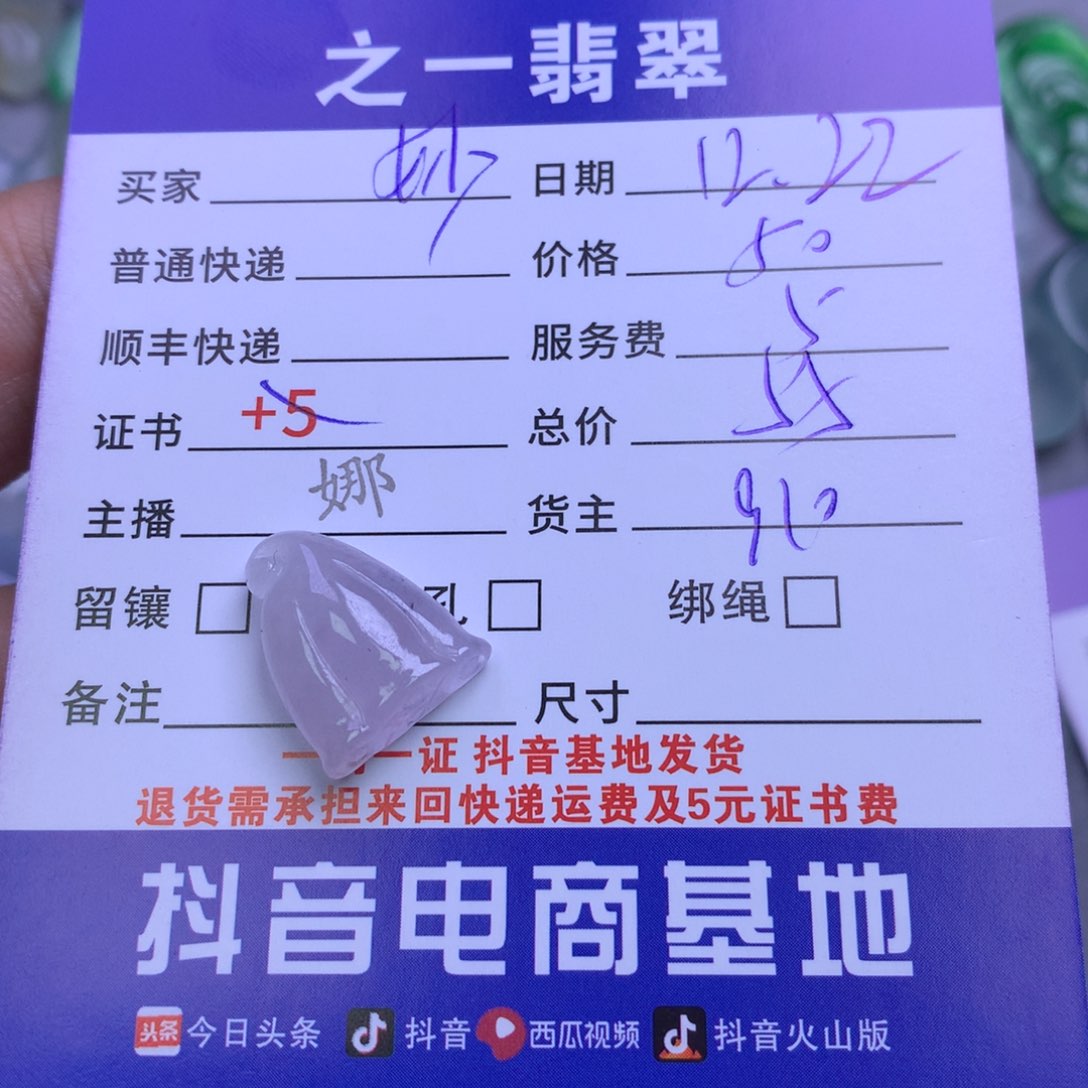 之一翡翠
买家 妙 日期 12.22
普通快递 价格 50
顺丰快递 服务费 5
证书 +5 总价 55
主播 娜 货主 910
留镶 孔 绑绳
备注 尺寸
一证 抖音基地发货
退货需承担来回快递运费及5元证书费
抖音电商基地
头条 今日头条 抖音 西瓜视频 抖音火山版